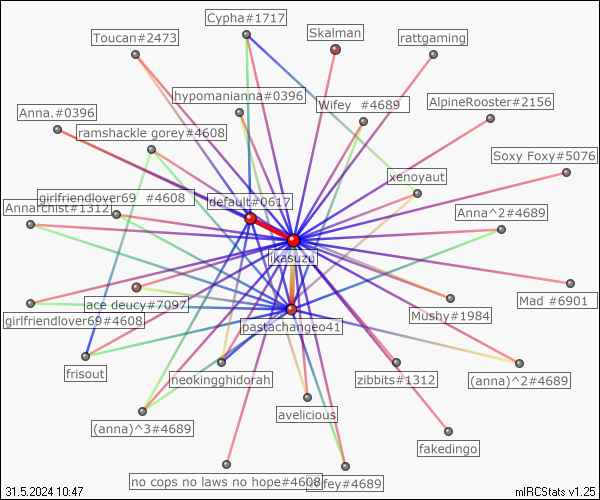 Cypha#1717
Skalman
Toucan#2473
rattgaming
hypomanianna#0396
Wifey #4689
AlpineRooster#2156
Anna.#0396
ramshackle gorey#4608
Soxy Foxy#5076
xenoyaut
girlfriendlover69 #4608
default#0617
Annarchist#1312
Anna^2#4689
likasuzu
ace deucy#7097
Mad #6901
girlfriendlover69#4608
Mushy#1984
pastachangeo41
frisout
neokingghidorah
zibbits#1312
(anna)^2#4689
avelicious
(anna)^3#4689
fakedingo
no cops no laws no hope#4608
Wifey#4689
31.5.2024 10:47
mIRCStats v1.25